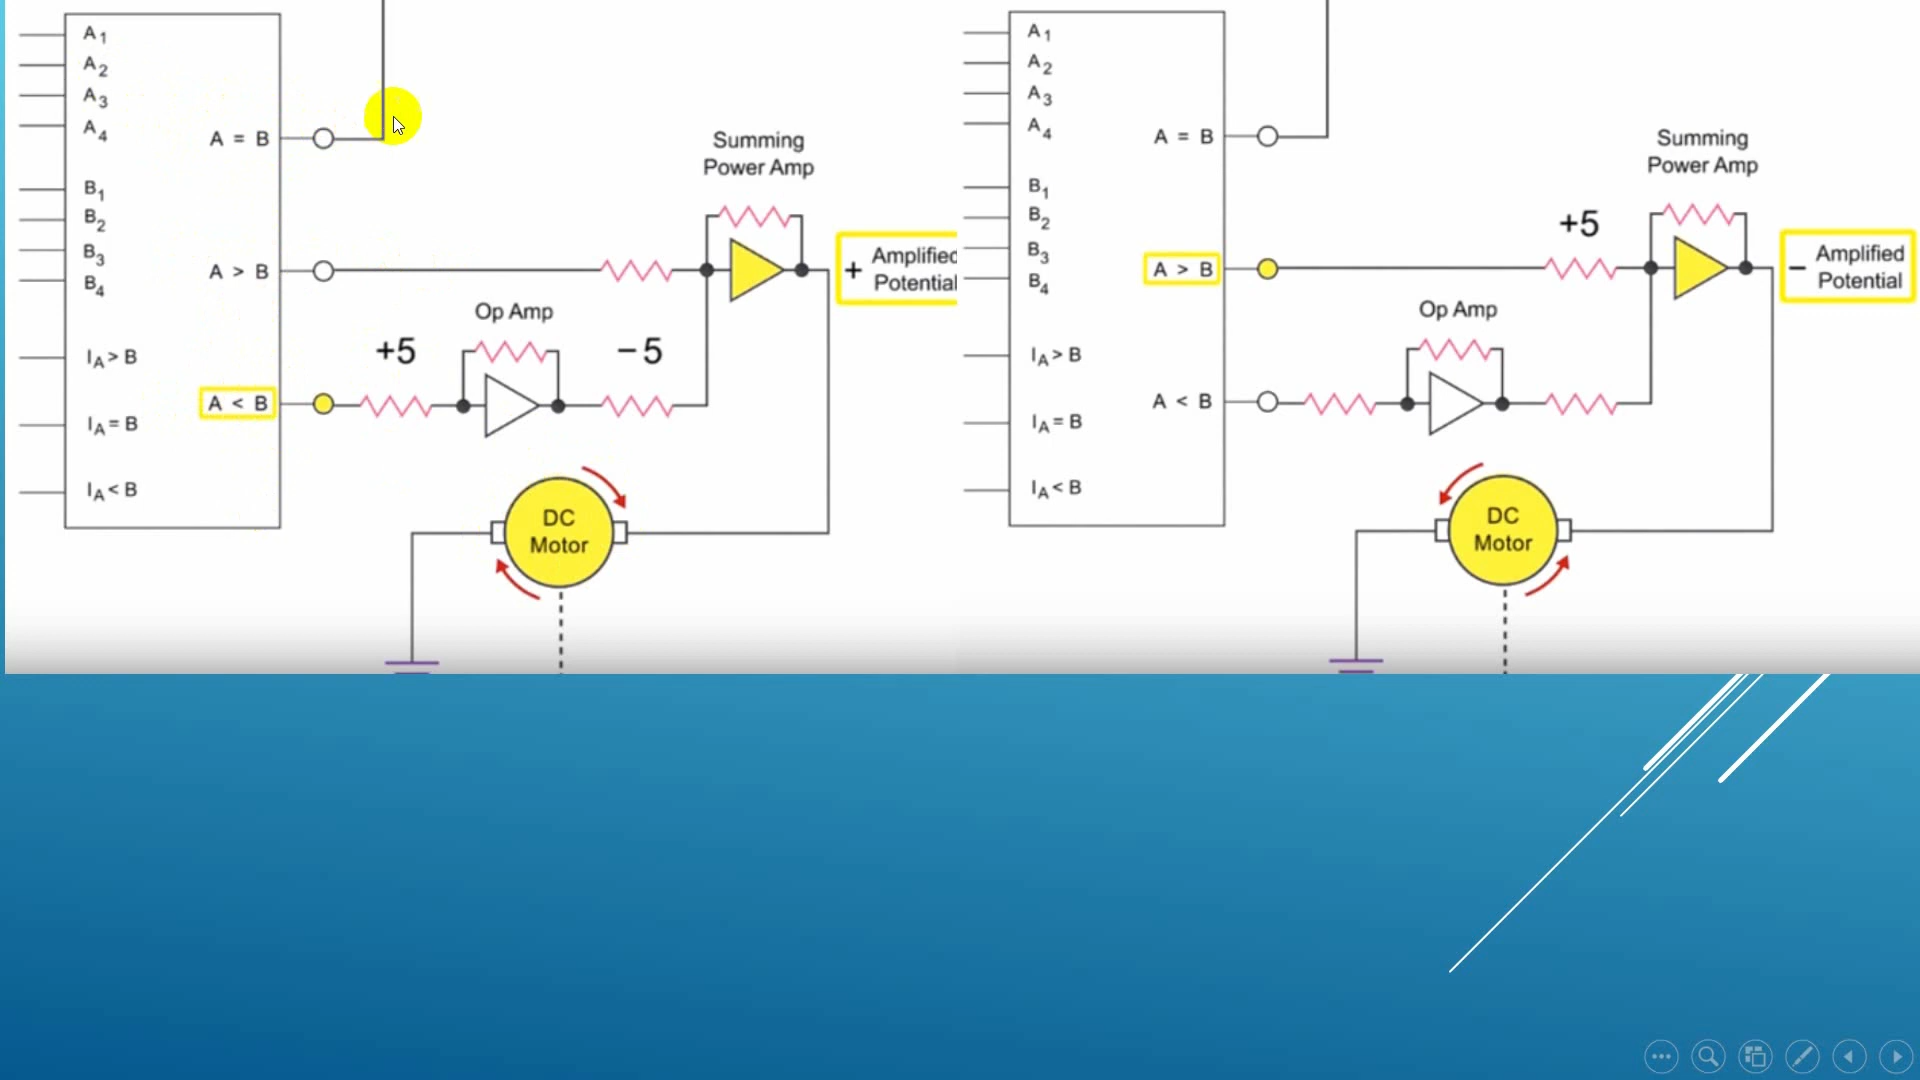 A1
A2
A3
A4
A = B
B1
B2
B3
B4
A > B
IA > B
IA = B
A < B
IA < B
+5
Op Amp
−5
Summing
Power Amp
+ Amplified
Potential
DC
Motor
A1
A2
A3
A4
A = B
B1
B2
B3
B4
A > B
IA > B
IA = B
A < B
IA < B
Op Amp
+5
Summing
Power Amp
− Amplified
Potential
DC
Motor